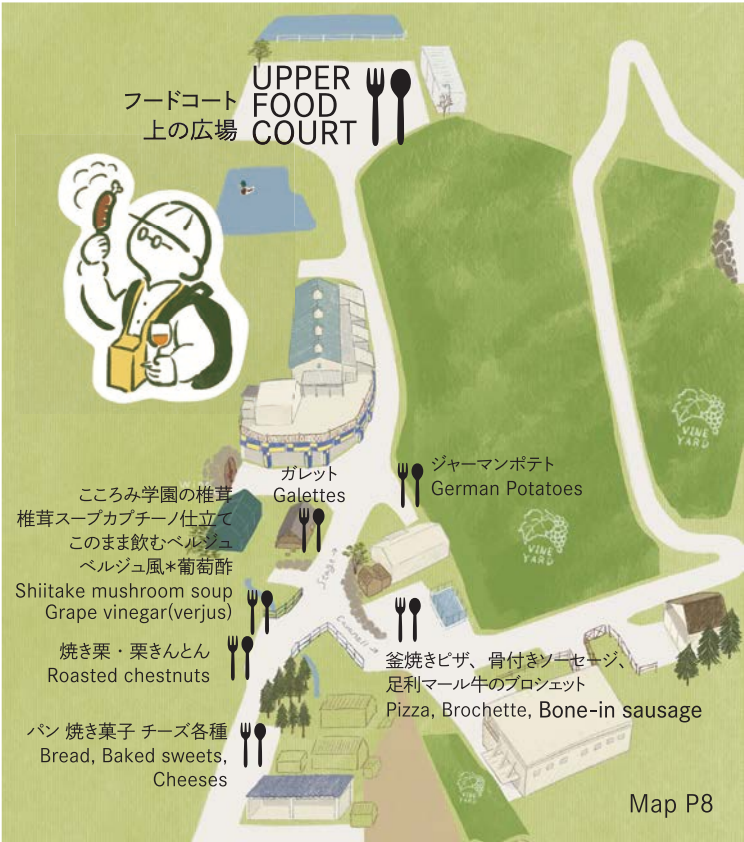 フードコート
上の広場
UPPER
FOOD
COURT
VINE
YARD
ガレット
Galettes
ジャーマンポテト
German Potatoes
こころみ学園の椎茸
椎茸スープカプチーノ仕立て
このまま飲むベルジュ
ベルジュ風*葡萄酢
Shiitake mushroom soup
Grape vinegar(verjus)
VINE
YARD
Stage →
焼き栗・栗きんとん
Roasted chestnuts
釜焼きピザ、骨付きソーセージ、
足利マール牛のブロシェット
Pizza, Brochette, Bone-in sausage
パン 焼き菓子 チーズ各種
Bread, Baked sweets,
Cheeses
VINE
YARD
Map P8